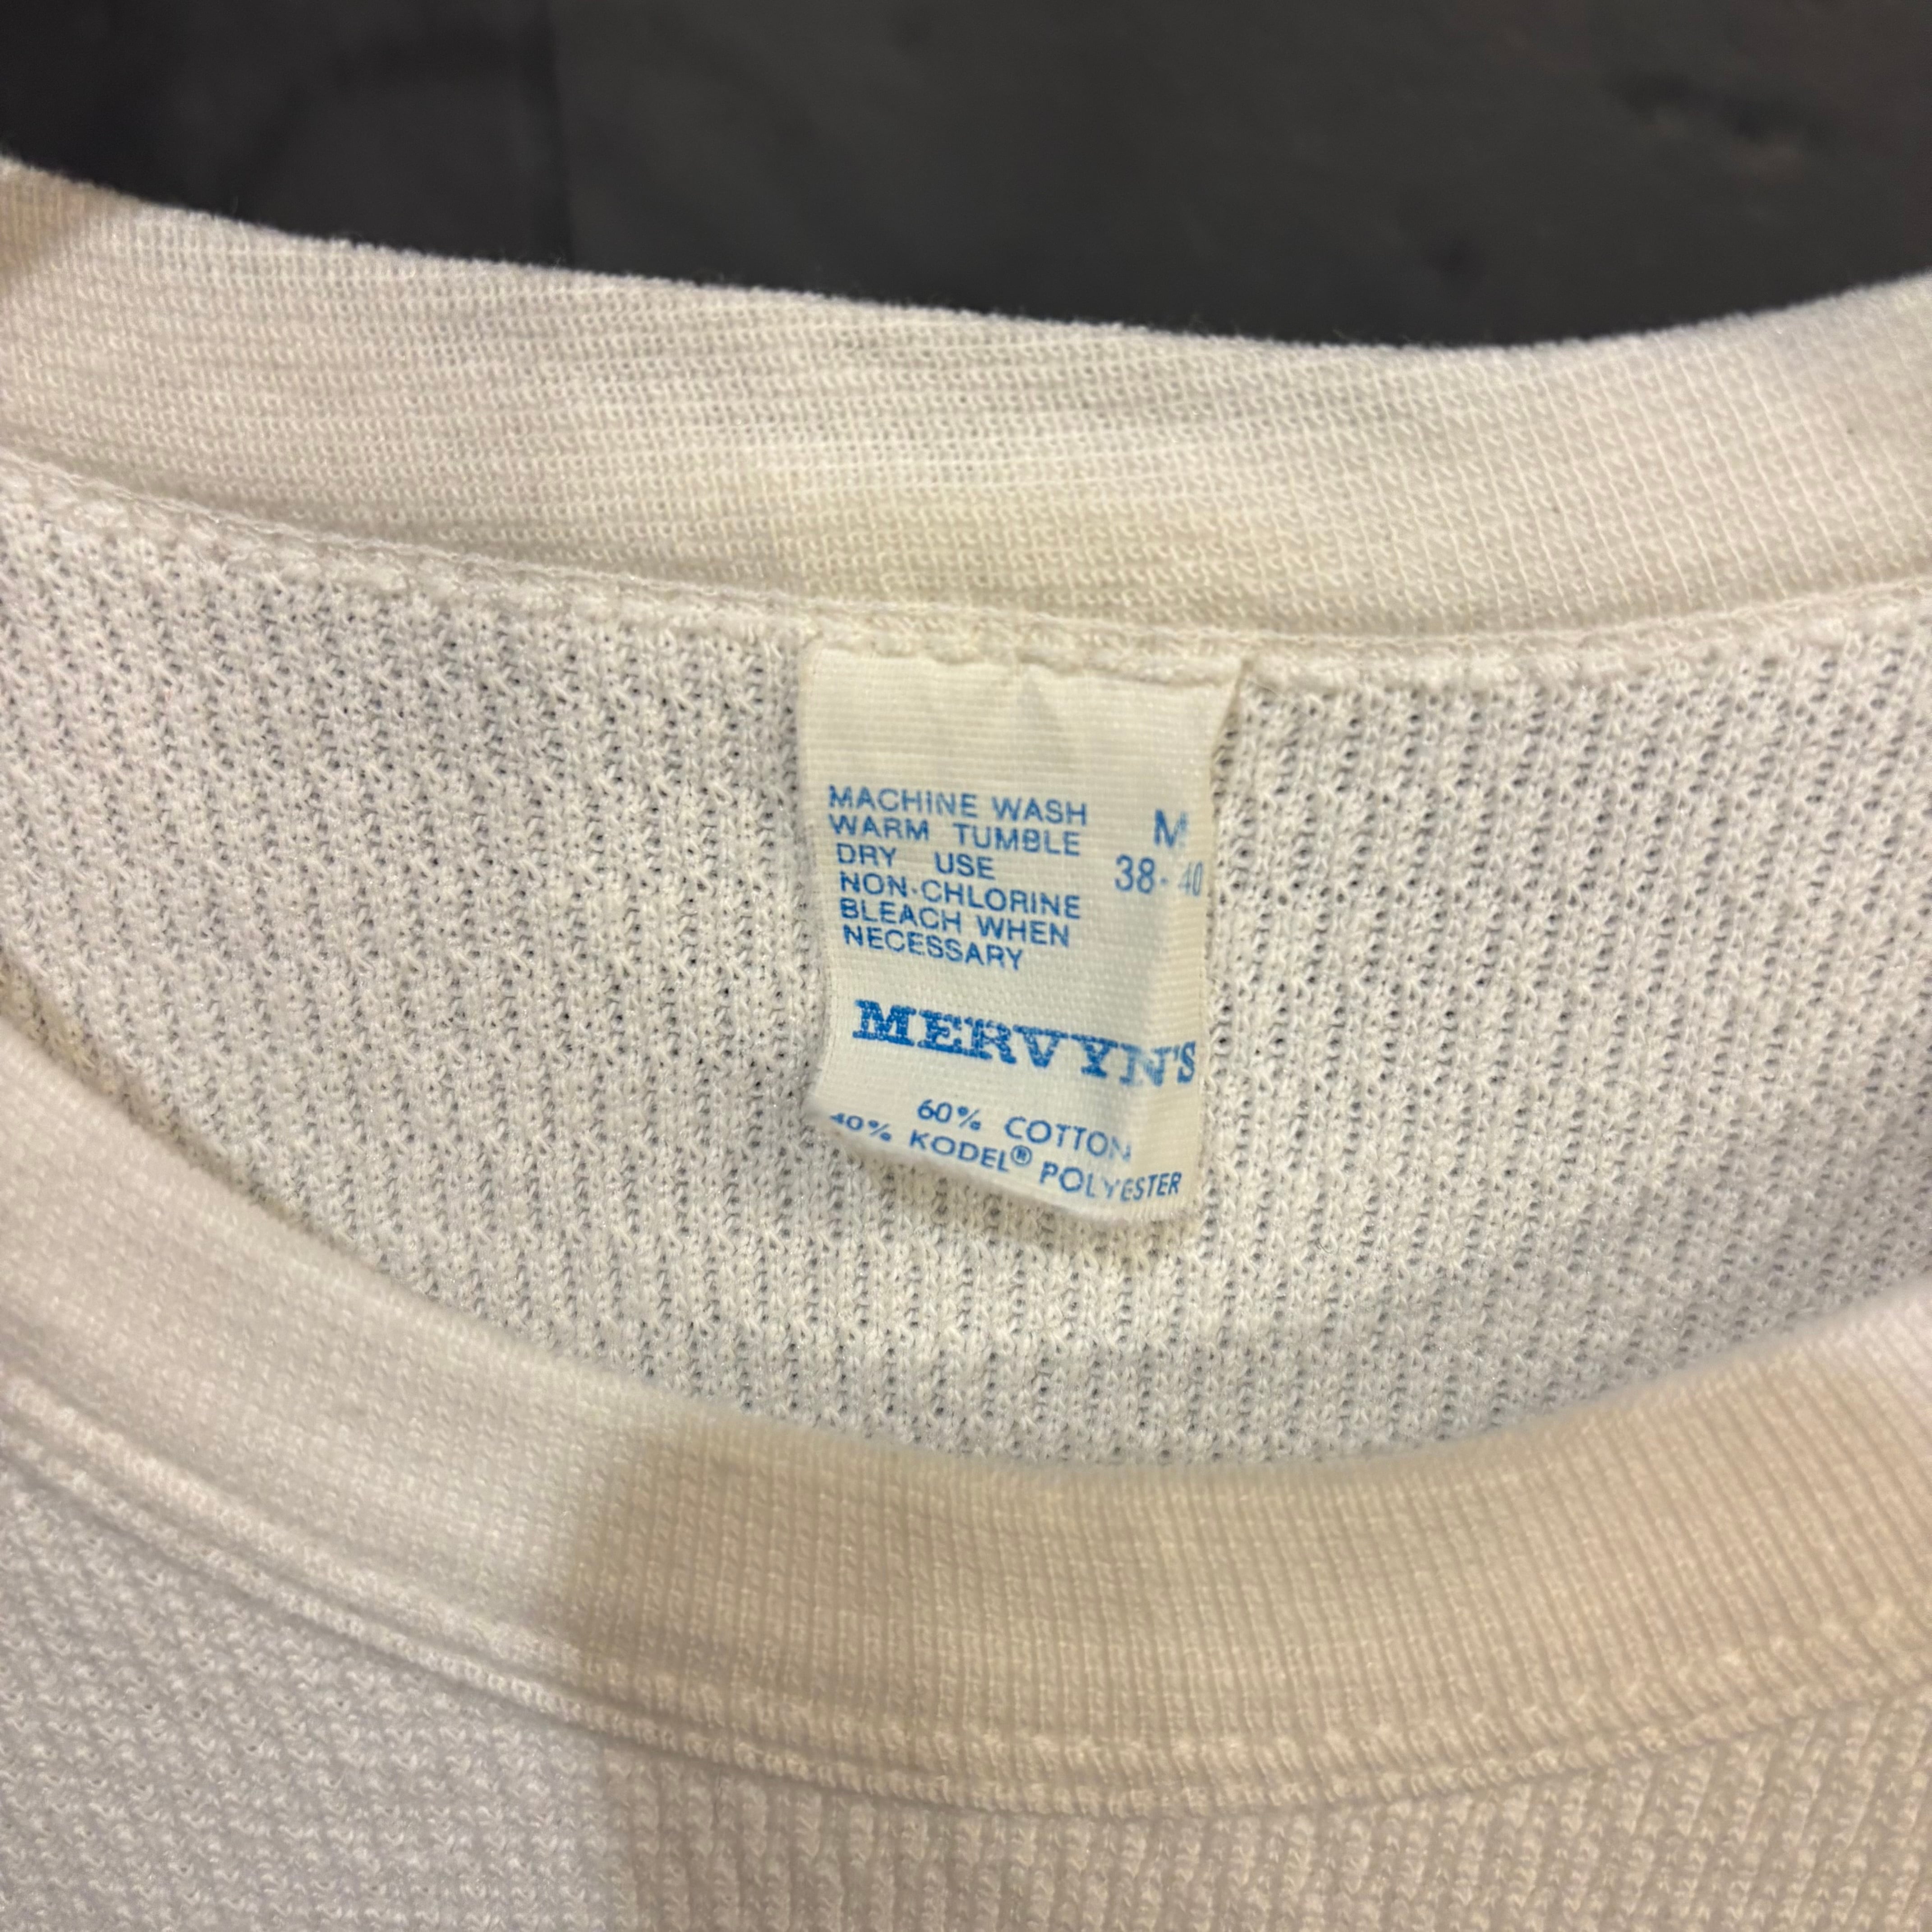 MACHINE WASH
WARM TUMBLE
DRY USE
NON-CHLORINE
BLEACH WHEN
NECESSARY
M
38-40
MERVYN'S
60% COTTON
40% KODEL® POLYESTER